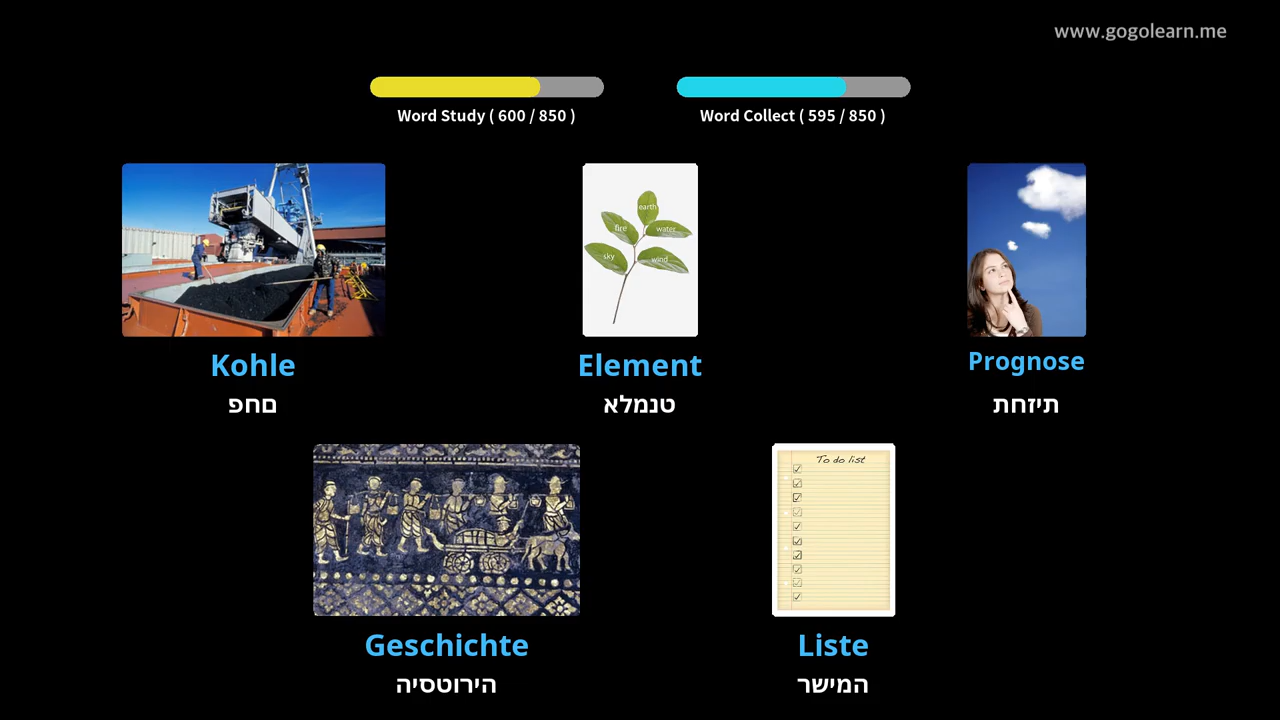 www.gogolearn.me
Word Study ( 600 / 850 )
Word Collect ( 595 / 850 )
earth
fire
water
sky
wind
Kohle
םחפ
Element
טנמלא
Prognose
תיזחת
To do list
Geschichte
הירוטסיה
Liste
המישר